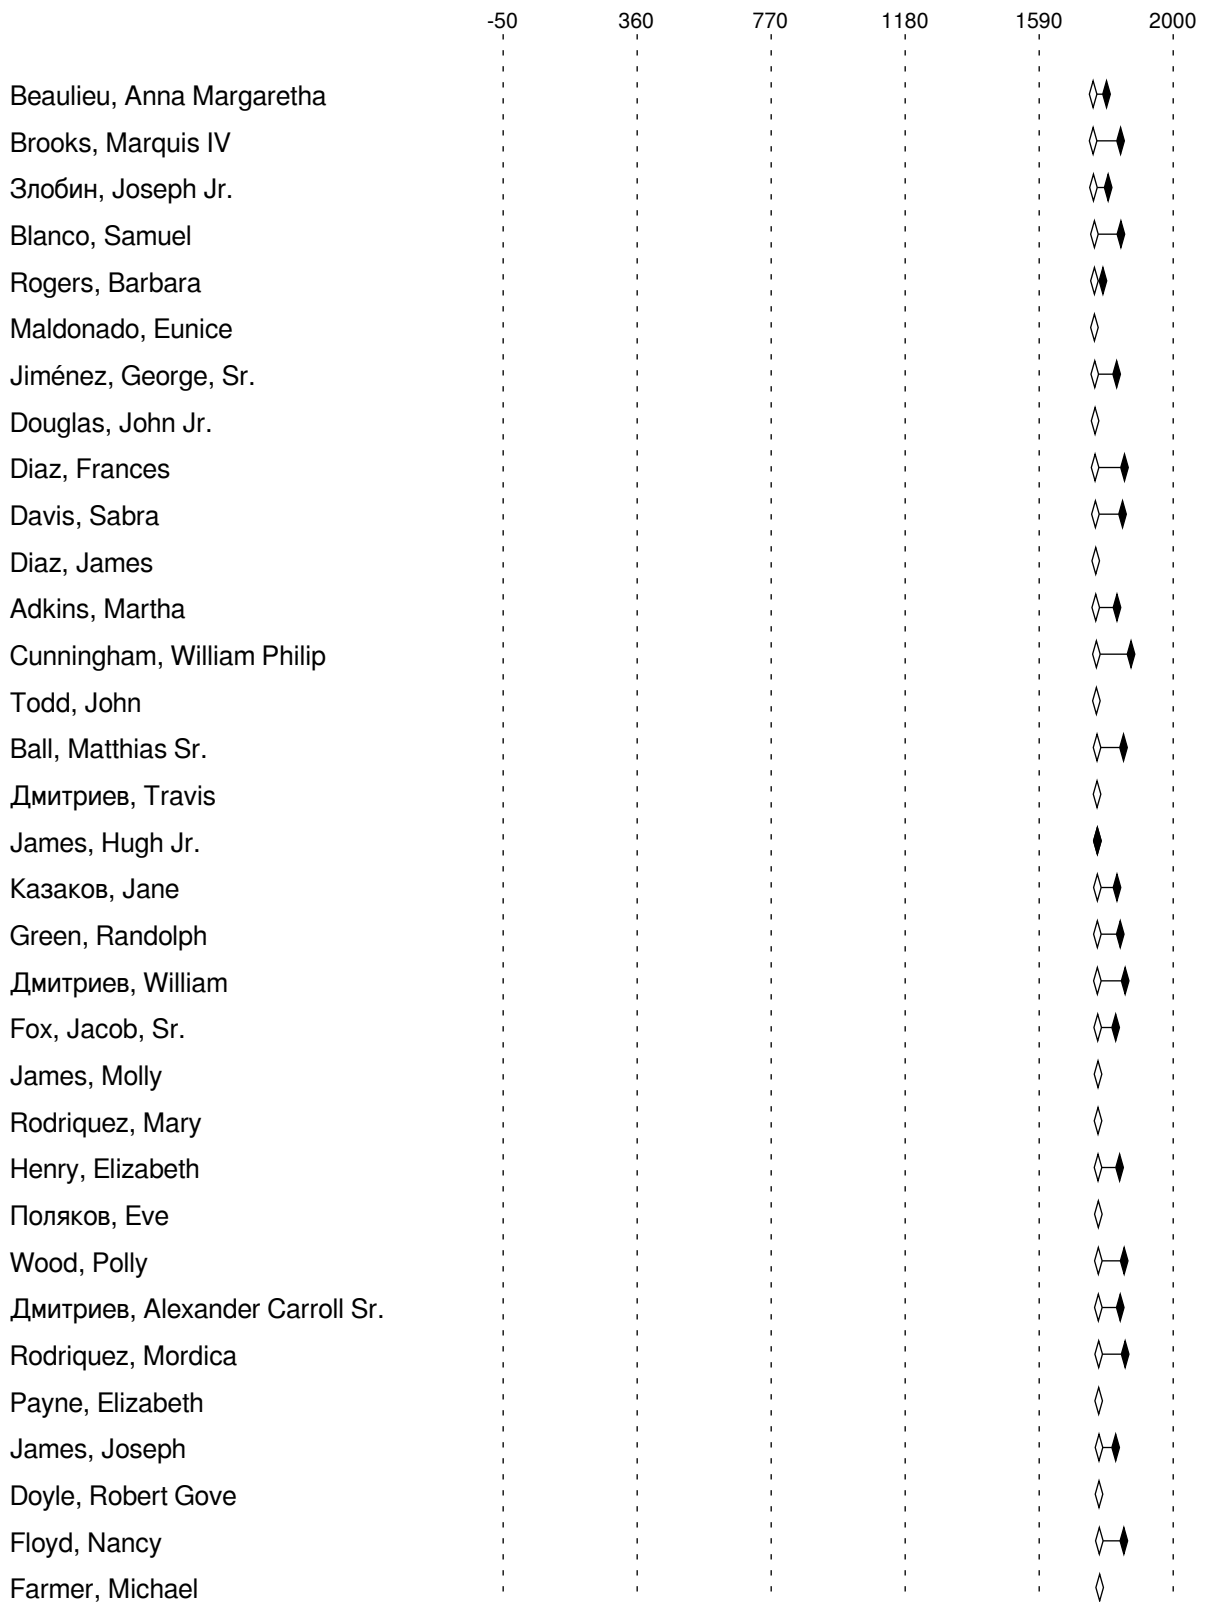 -50 360 770 1180 1590 2000
Beaulieu, Anna Margaretha
Brooks, Marquis IV
Злобин, Joseph Jr.
Blanco, Samuel
Rogers, Barbara
Maldonado, Eunice
Jiménez, George, Sr.
Douglas, John Jr.
Diaz, Frances
Davis, Sabra
Diaz, James
Adkins, Martha
Cunningham, William Philip
Todd, John
Ball, Matthias Sr.
Дмитриев, Travis
James, Hugh Jr.
Казаков, Jane
Green, Randolph
Дмитриев, William
Fox, Jacob, Sr.
James, Molly
Rodriquez, Mary
Henry, Elizabeth
Поляков, Eve
Wood, Polly
Дмитриев, Alexander Carroll Sr.
Rodriquez, Mordica
Payne, Elizabeth
James, Joseph
Doyle, Robert Gove
Floyd, Nancy
Farmer, Michael